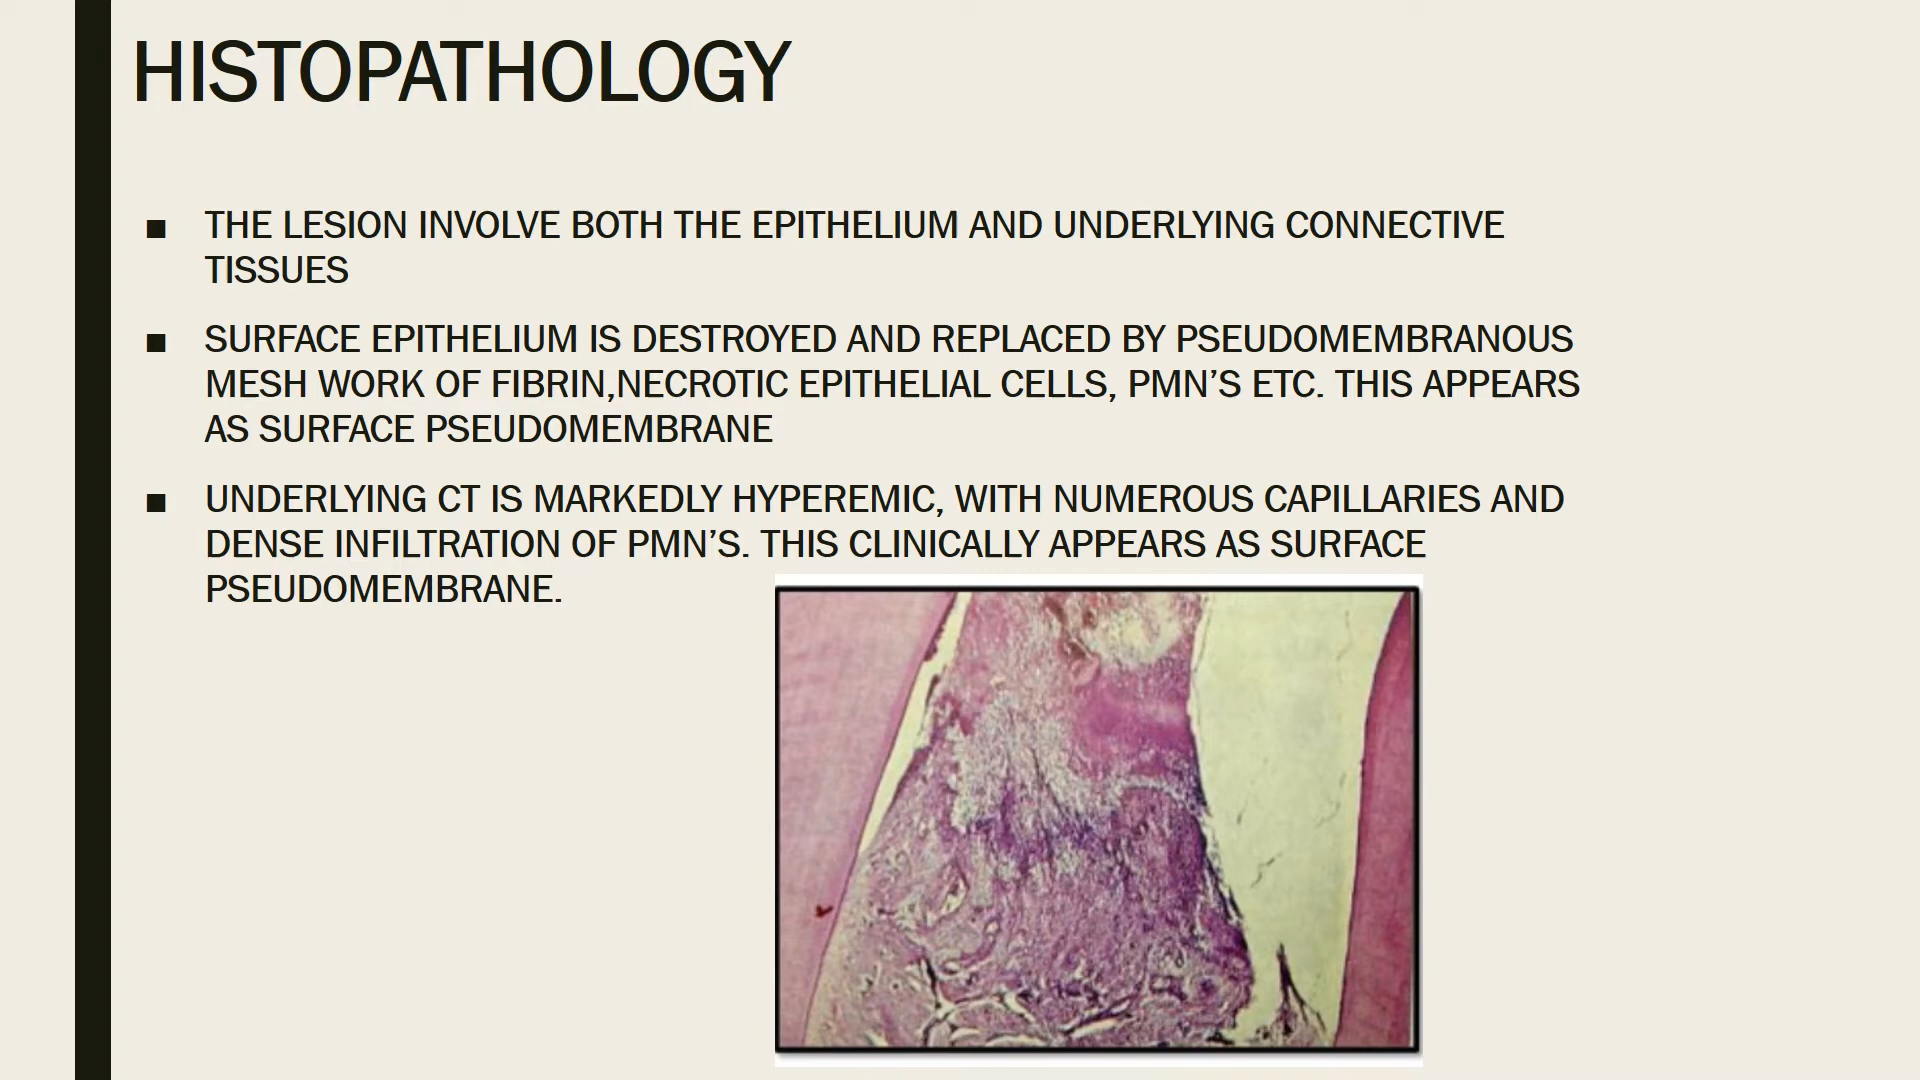 HISTOPATHOLOGY
■ THE LESION INVOLVE BOTH THE EPITHELIUM AND UNDERLYING CONNECTIVE
TISSUES
■ SURFACE EPITHELIUM IS DESTROYED AND REPLACED BY PSEUDOMEMBRANOUS
MESH WORK OF FIBRIN,NECROTIC EPITHELIAL CELLS, PMN’S ETC. THIS APPEARS
AS SURFACE PSEUDOMEMBRANE
■ UNDERLYING CT IS MARKEDLY HYPEREMIC, WITH NUMEROUS CAPILLARIES AND
DENSE INFILTRATION OF PMN’S. THIS CLINICALLY APPEARS AS SURFACE
PSEUDOMEMBRANE.